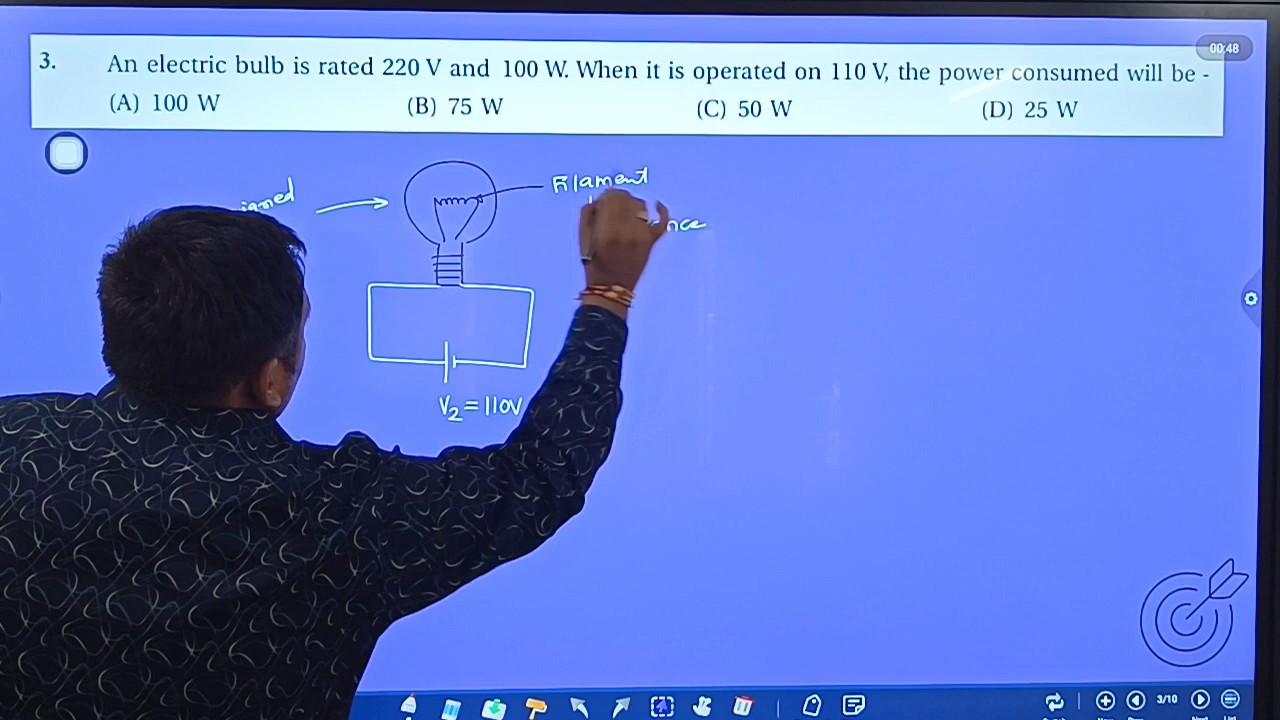 00:48
3. An electric bulb is rated 220 V and 100 W. When it is operated on 110 V, the power consumed will be -
(A) 100 W (B) 75 W (C) 50 W (D) 25 W
Filament
V₂ = 110V
3/10